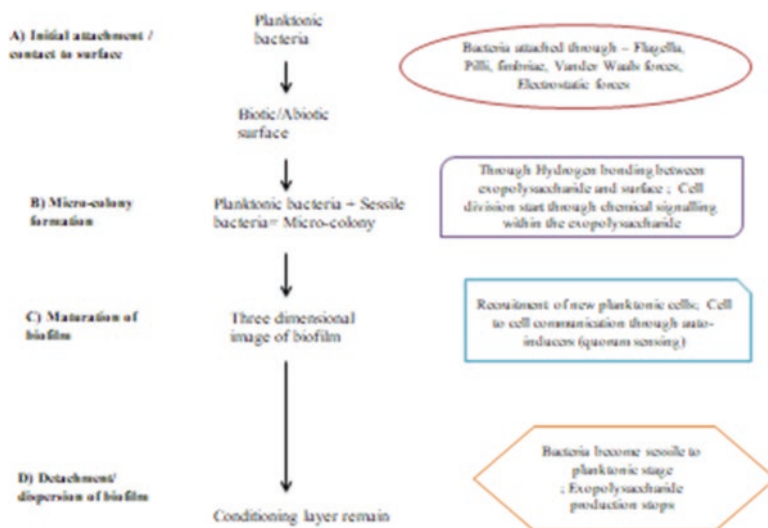 A) Initial attachment /
contact to surface
Planktonic
bacteria
Bacteria attached through – Flagella,
Pilli, fimbriae, Vander Waals forces,
Electrostatic forces
Biotic/Abiotic
surface
B) Micro-colony
formation
Planktonic bacteria + Sessile
bacteria= Micro-colony
Through Hydrogen bonding between
exopolysaccharide and surface ; Cell
division start through chemical signalling
within the exopolysaccharide
C) Maturation of
biofilm
Three dimensional
image of biofilm
Recruitment of new planktonic cells; Cell
to cell communication through auto-
inducers (quorum sensing)
D) Detachment/
dispersion of biofilm
Conditioning layer remain
Bacteria become sessile to
planktonic stage
; Exopolysaccharide
production stops